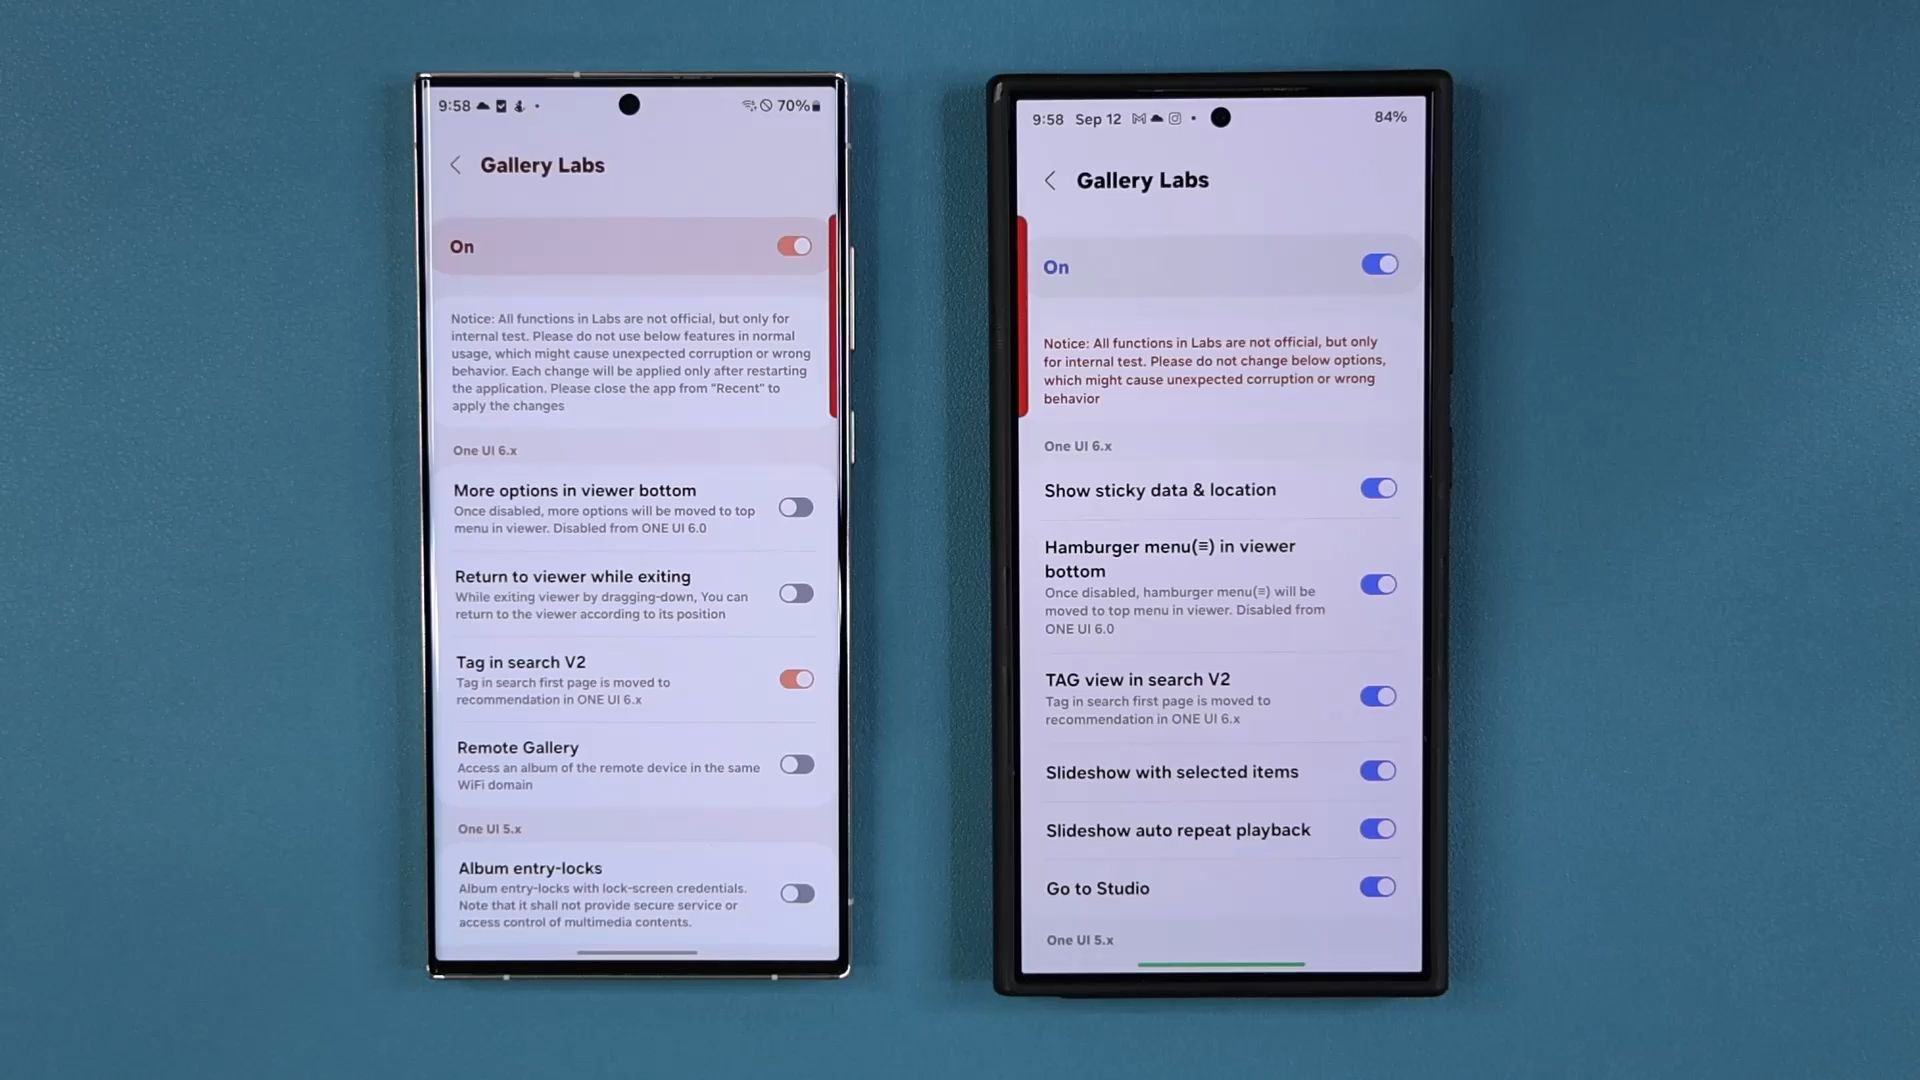 9:58
70%
Gallery Labs
On
Notice: All functions in Labs are not official, but only for
internal test. Please do not use below features in normal
usage, which might cause unexpected corruption or wrong
behavior. Each change will be applied only after restarting
the application. Please close the app from "Recent" to
apply the changes
One UI 6.x
More options in viewer bottom
Once disabled, more options will be moved to top
menu in viewer. Disabled from ONE UI 6.0
Return to viewer while exiting
While exiting viewer by dragging-down, You can
return to the viewer according to its position
Tag in search V2
Tag in search first page is moved to
recommendation in ONE UI 6.x
Remote Gallery
Access an album of the remote device in the same
WiFi domain
One UI 5.x
Album entry-locks
Album entry-locks with lock-screen credentials.
Note that it shall not provide secure service or
access control of multimedia contents.
9:58 Sep 12
84%
Gallery Labs
On
Notice: All functions in Labs are not official, but only
for internal test. Please do not change below options,
which might cause unexpected corruption or wrong
behavior
One UI 6.x
Show sticky data & location
Hamburger menu(≡) in viewer
bottom
Once disabled, hamburger menu(≡) will be
moved to top menu in viewer. Disabled from
ONE UI 6.0
TAG view in search V2
Tag in search first page is moved to
recommendation in ONE UI 6.x
Slideshow with selected items
Slideshow auto repeat playback
Go to Studio
One UI 5.x